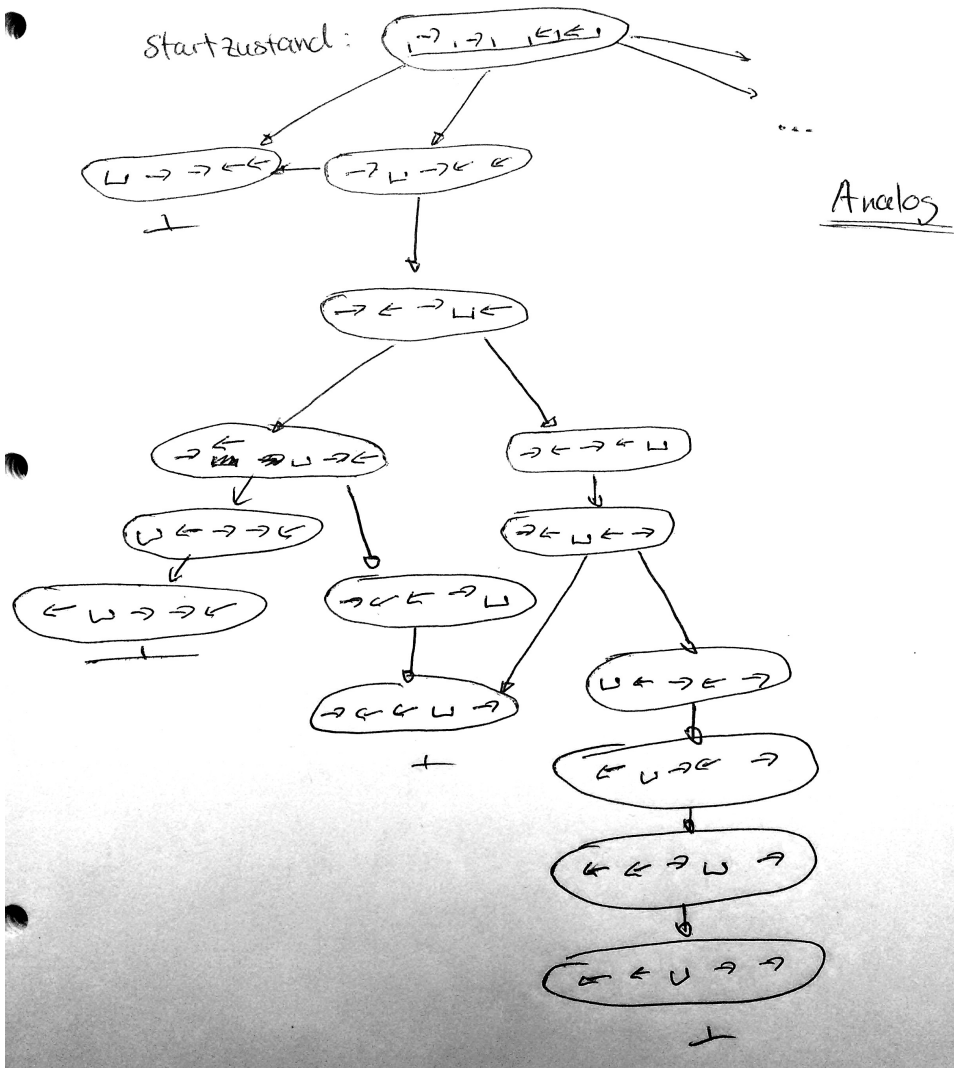 Startzustand: → → ␣ ← ←
...
␣ → → ← ←
→ ␣ → ← ←
⊥
Analog
→ ← → ␣ ←
→ ← ␣ → ←
→ ← → ← ␣
␣ ← → → ←
→ ← ␣ ← →
← ␣ → → ←
→ ← ← → ␣
⊥
␣ ← → ← →
→ ← ← ␣ →
⊥
← ␣ → ← →
← ← → ␣ →
← ← ␣ → →
⊥